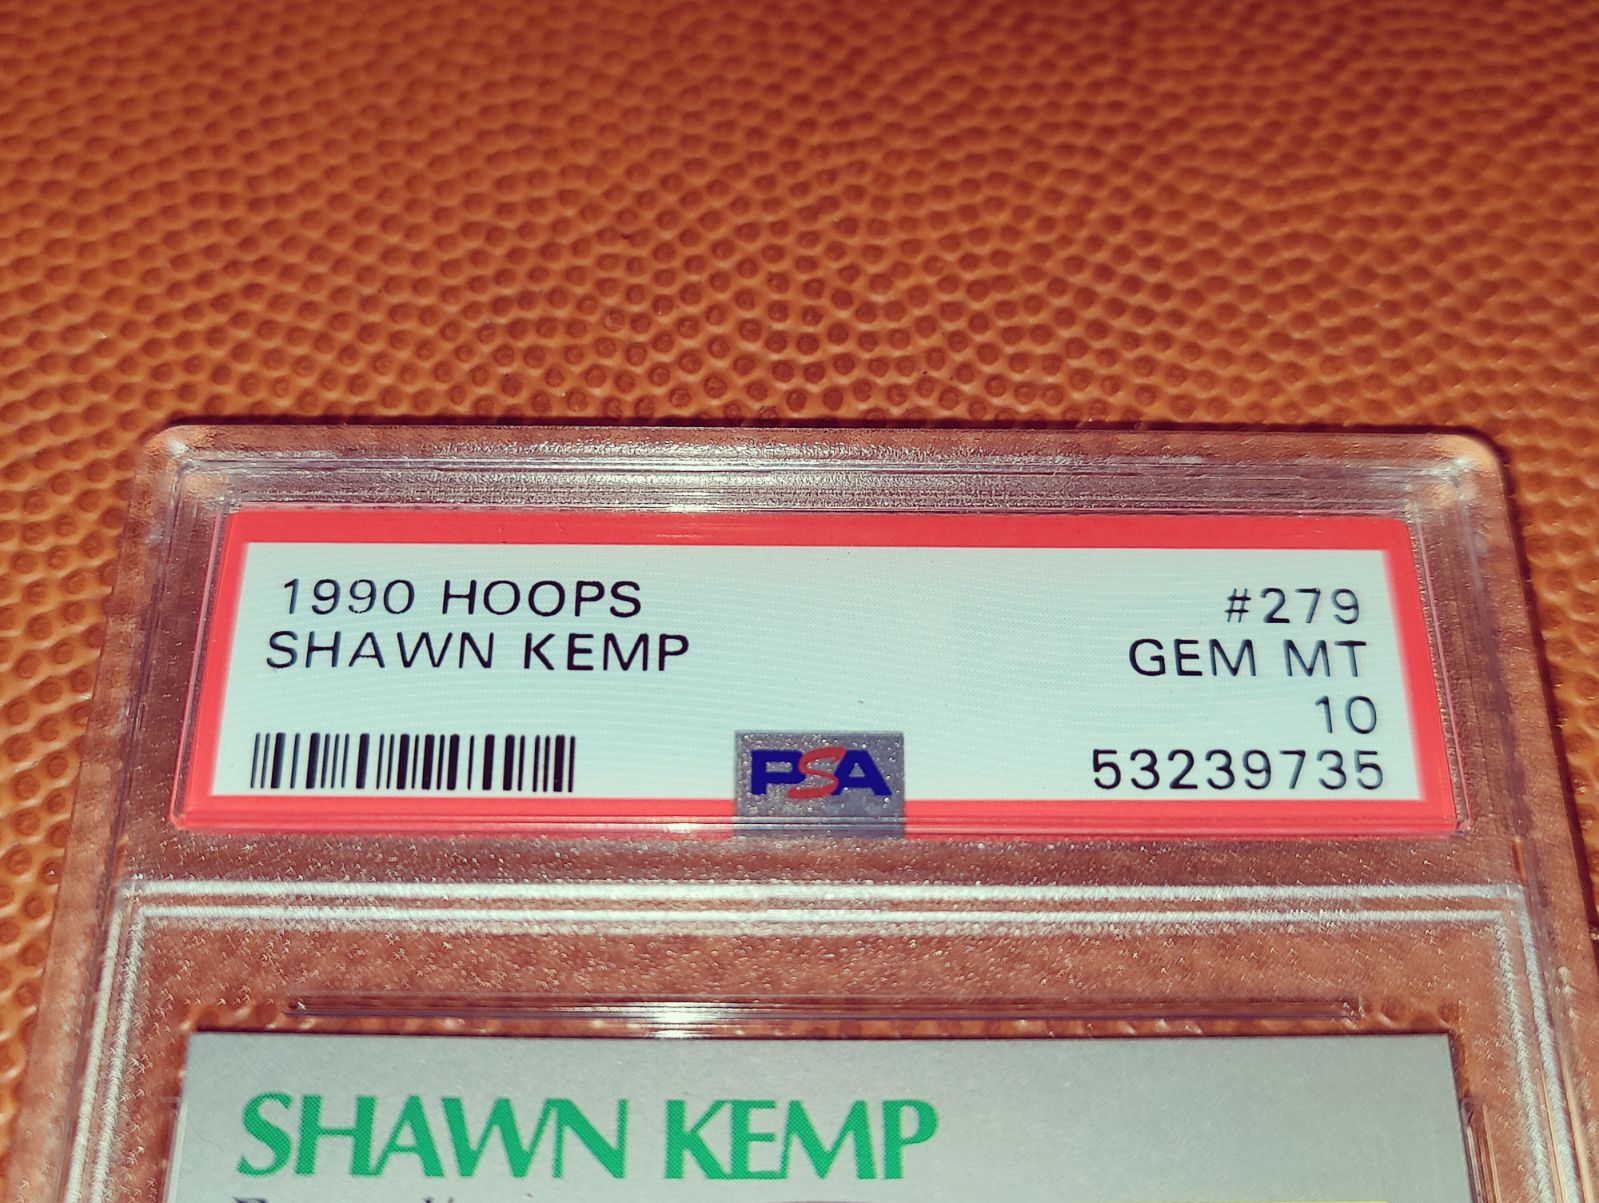 1990 HOOPS #279
SHAWN KEMP GEM MT
10
PSA 53239735
SHAWN KEMP